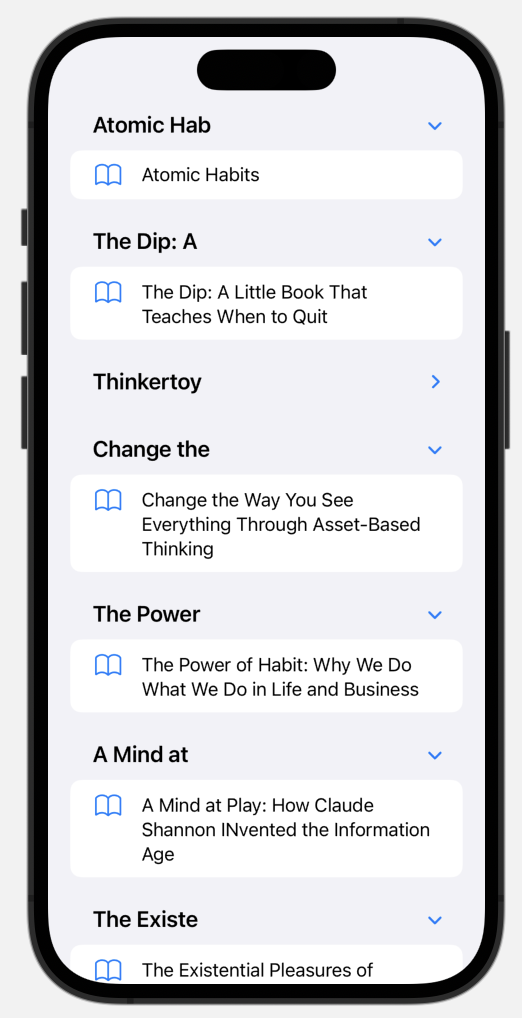 Atomic Hab
Atomic Habits
The Dip: A
The Dip: A Little Book That
Teaches When to Quit
Thinkertoy
Change the
Change the Way You See
Everything Through Asset-Based
Thinking
The Power
The Power of Habit: Why We Do
What We Do in Life and Business
A Mind at
A Mind at Play: How Claude
Shannon INvented the Information
Age
The Existe
The Existential Pleasures of